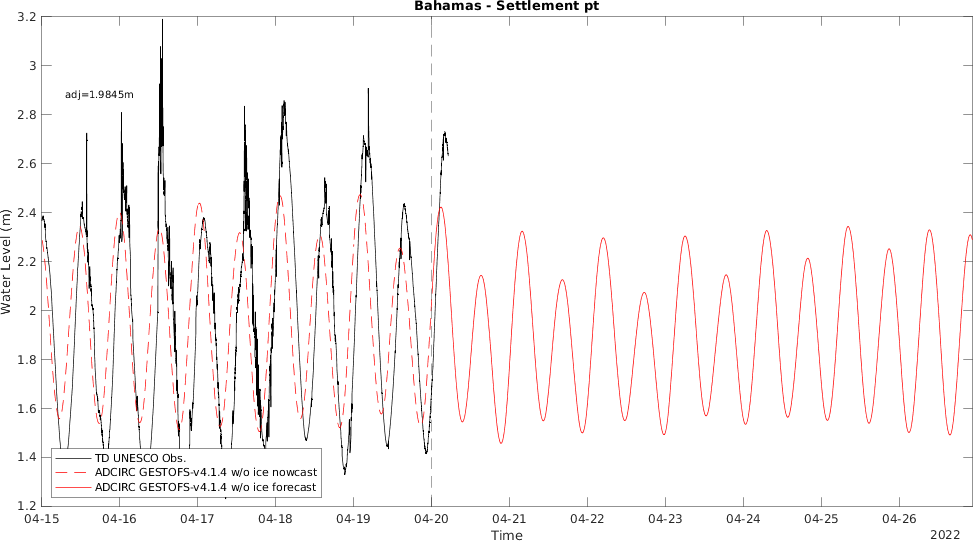 Bahamas - Settlement pt
3.2
3
2.8
2.6
2.4
2.2
2
1.8
1.6
1.4
1.2
Water Level (m)
adj=1.9845m
TD UNESCO Obs.
ADCIRC GESTOFS-v4.1.4 w/o ice nowcast
ADCIRC GESTOFS-v4.1.4 w/o ice forecast
04-15 04-16 04-17 04-18 04-19 04-20 04-21 04-22 04-23 04-24 04-25 04-26
Time
2022